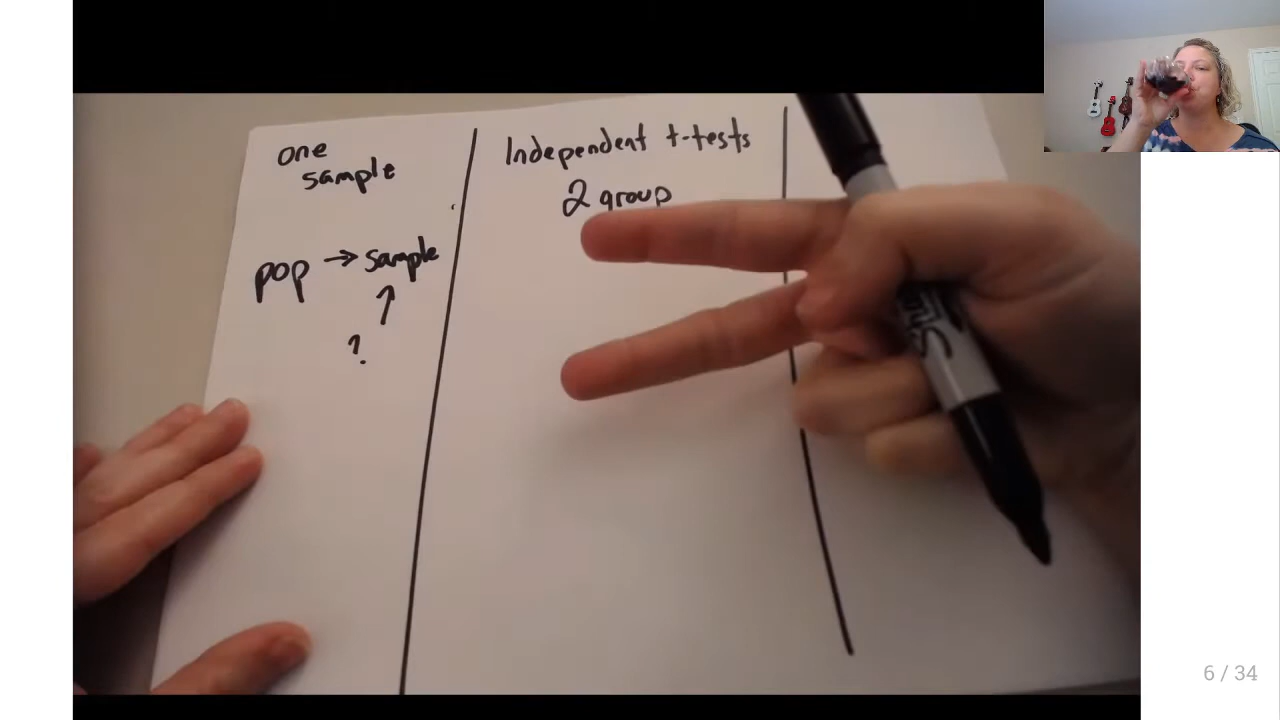 one
sample
pop → sample
↑
?
Independent t-tests
2 group
6 / 34